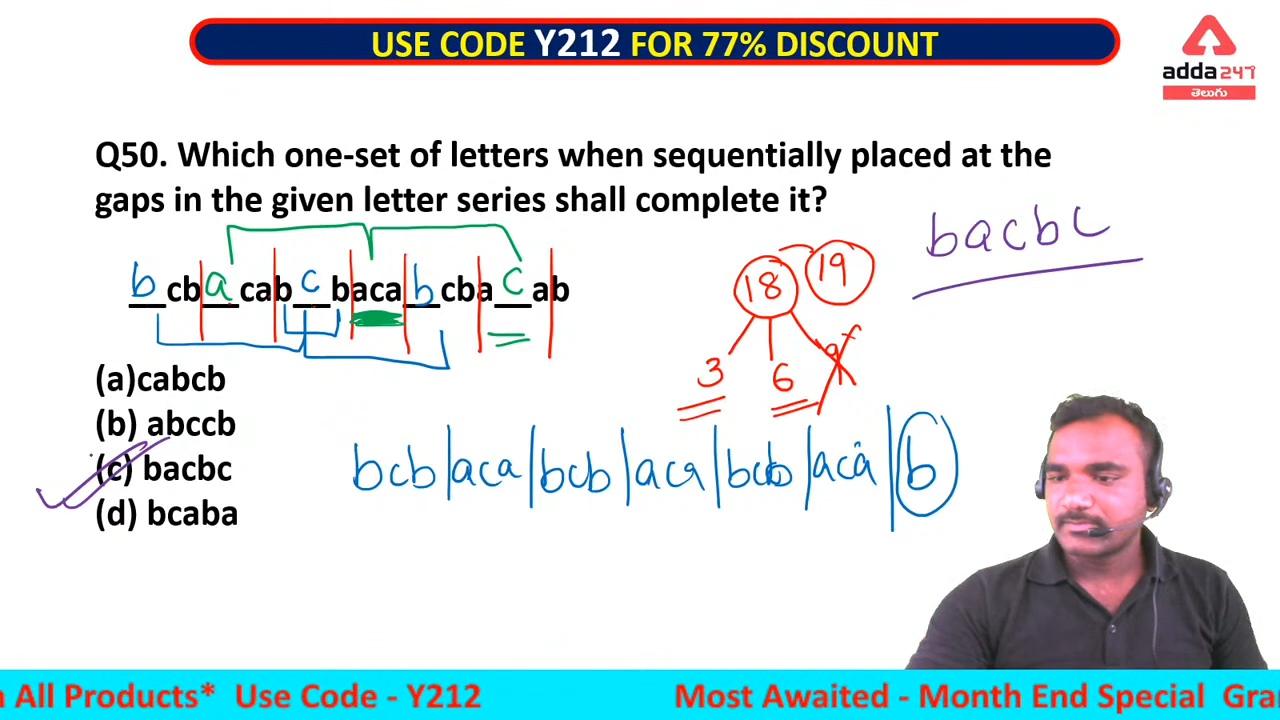 USE CODE Y212 FOR 77% DISCOUNT
adda247
తెలుగు
Q50. Which one-set of letters when sequentially placed at the
gaps in the given letter series shall complete it?
bacbc
b cb a cab c baca b cba c ab
18 19
3 6 9
(a)cabcb
(b) abccb
(c) bacbc
(d) bcaba
bcb|aca|bcb|aca|bcb|aca|b
All Products* Use Code - Y212 Most Awaited - Month End Special